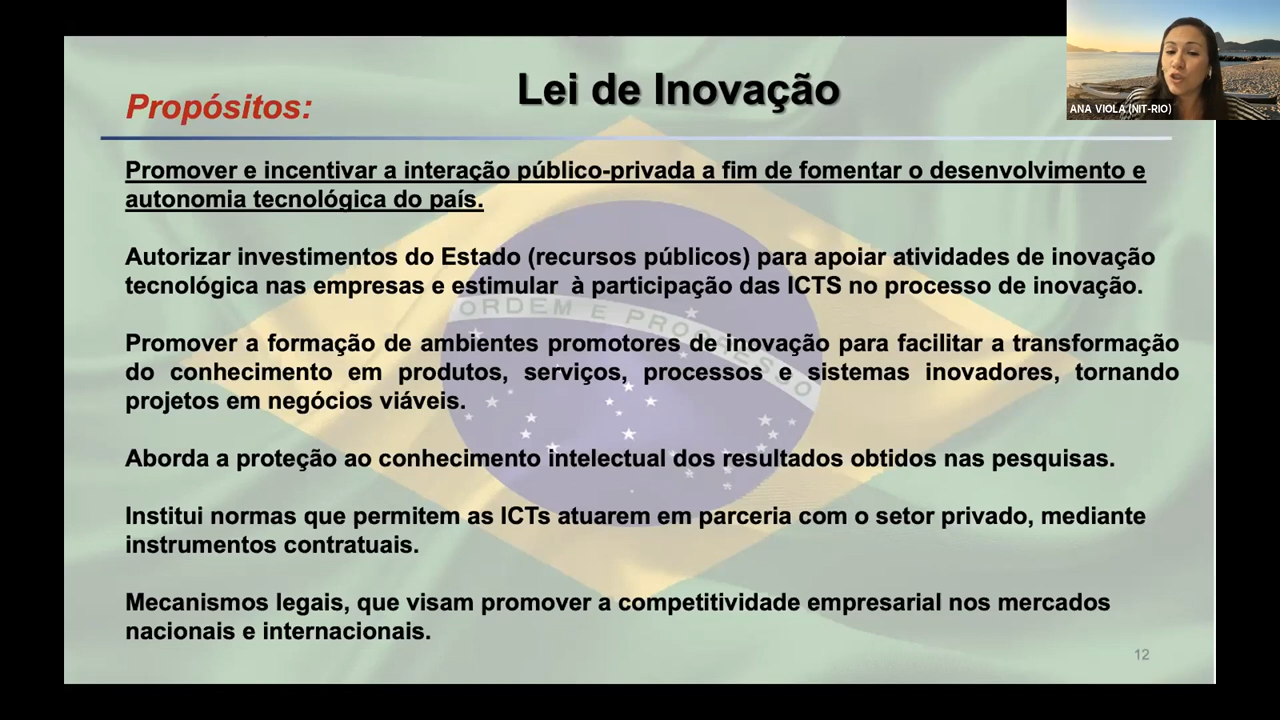 Lei de Inovação
Propósitos:
ANA VIOLA (NIT-RIO)
Promover e incentivar a interação público-privada a fim de fomentar o desenvolvimento e
autonomia tecnológica do país.
Autorizar investimentos do Estado (recursos públicos) para apoiar atividades de inovação
tecnológica nas empresas e estimular à participação das ICTS no processo de inovação.
Promover a formação de ambientes promotores de inovação para facilitar a transformação
do conhecimento em produtos, serviços, processos e sistemas inovadores, tornando
projetos em negócios viáveis.
Aborda a proteção ao conhecimento intelectual dos resultados obtidos nas pesquisas.
Institui normas que permitem as ICTs atuarem em parceria com o setor privado, mediante
instrumentos contratuais.
Mecanismos legais, que visam promover a competitividade empresarial nos mercados
nacionais e internacionais.
ORDEM E PROGRESSO
12